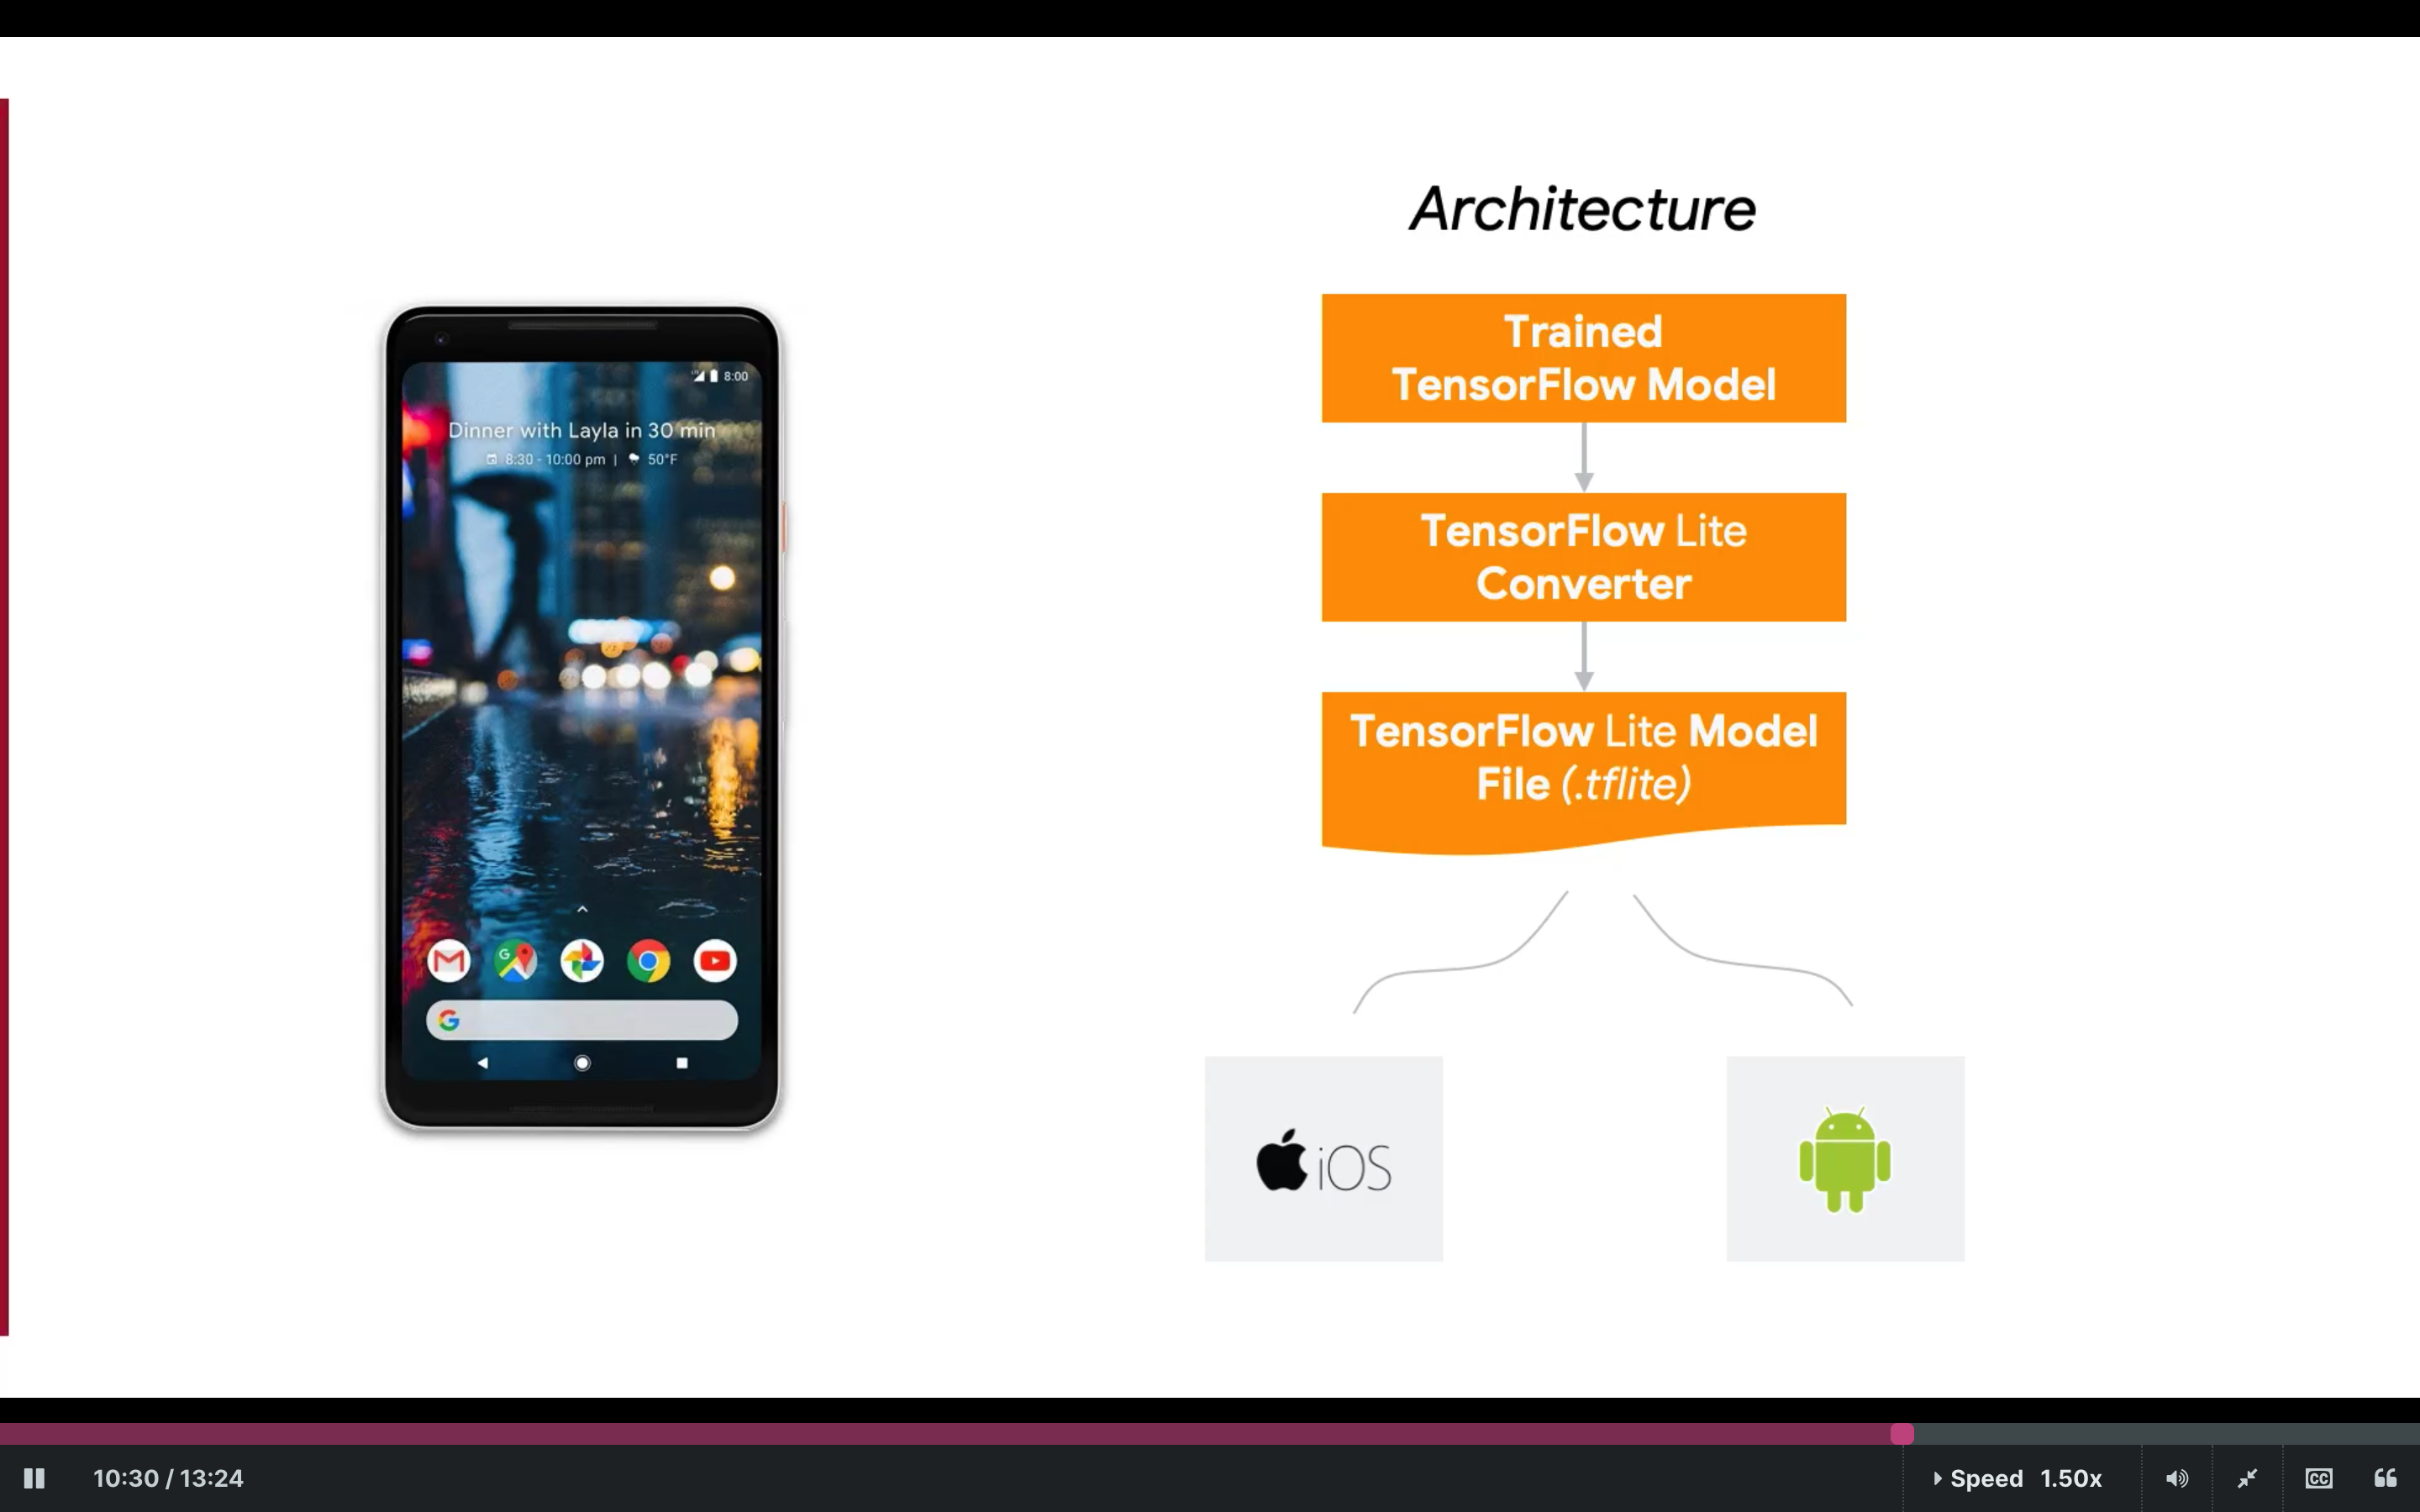 Architecture
Trained
TensorFlow Model
TensorFlow Lite
Converter
TensorFlow Lite Model
File (.tflite)
iOS
8:00
Dinner with Layla in 30 min
8:30 - 10:00 pm | 50°F
G
10:30 / 13:24
Speed 1.50x
CC